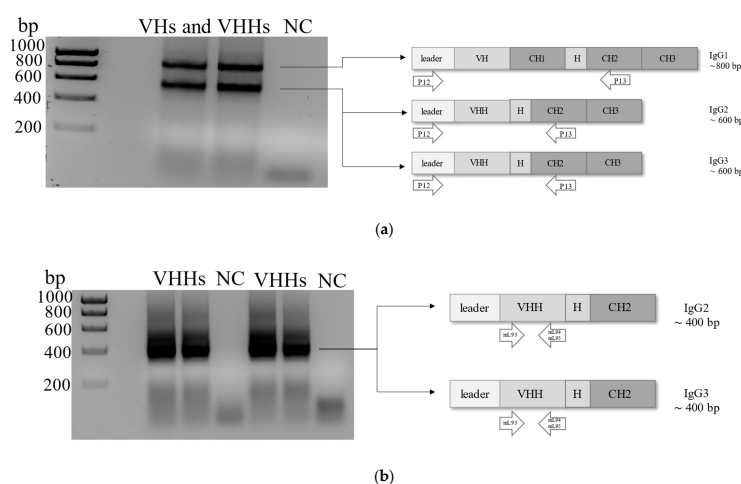 bp
VHs and VHHs NC
1000
800
600
400
200
leader VH CH1 H CH2 CH3
IgG1
~800 bp
P12 P13
leader VHH H CH2 CH3
IgG2
~ 600 bp
P12 P13
leader VHH H CH2 CH3
IgG3
~ 600 bp
P12 P13
(a)
bp
VHHs NC VHHs NC
1000
800
600
400
200
leader VHH H CH2
IgG2
~ 400 bp
mL93 mL94
mL95
leader VHH H CH2
IgG3
~ 400 bp
mL93 mL94
mL95
(b)